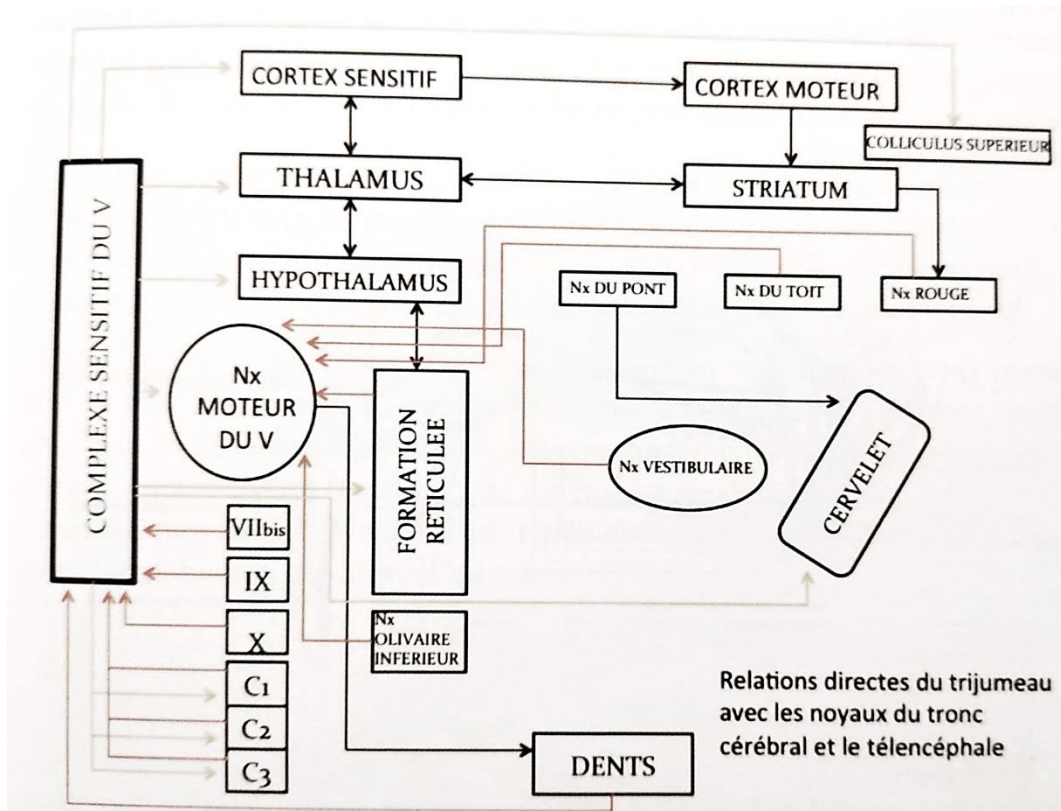 CORTEX SENSITIF
CORTEX MOTEUR
COLLICULUS SUPERIEUR
COMPLEXE SENSITIF DU V
THALAMUS
STRIATUM
HYPOTHALAMUS
Nx DU PONT
Nx DU TOIT
Nx ROUGE
Nx
MOTEUR
DU V
FORMATION
RETICULEE
Nx VESTIBULAIRE
CERVELET
VIIbis
IX
X
C1
C2
C3
Nx
OLIVAIRE
INFERIEUR
DENTS
Relations directes du trijumeau
avec les noyaux du tronc
cérébral et le télencéphale